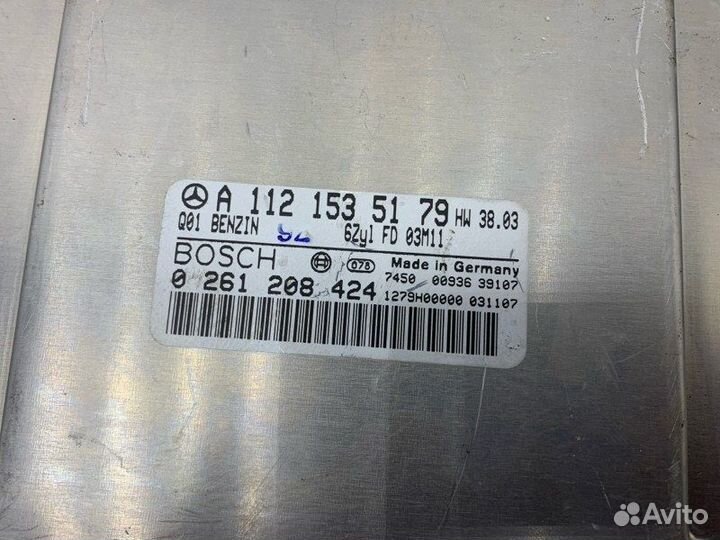 A 112 153 51 79 HW 38.03
Q01 BENZIN 6Zyl FD 03M11
BOSCH 678 Made in Germany
0 261 208 424 7450 00936 39107
1279H00000 031107
Avito